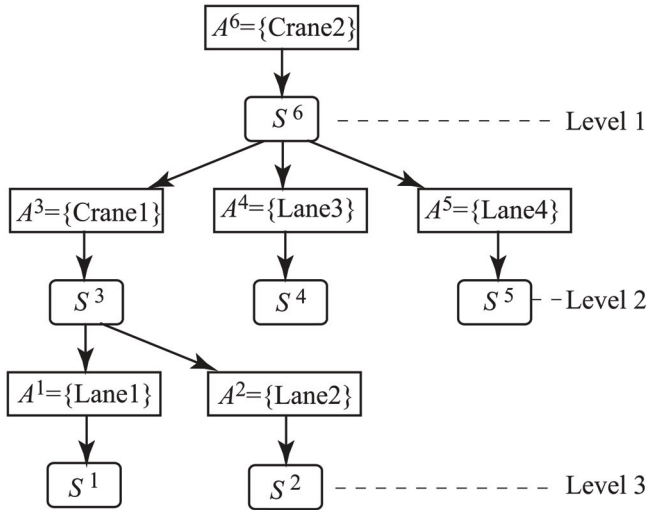 A⁶={Crane2}
S⁶
Level 1
A³={Crane1}
A⁴={Lane3}
A⁵={Lane4}
S³
S⁴
S⁵
Level 2
A¹={Lane1}
A²={Lane2}
S¹
S²
Level 3